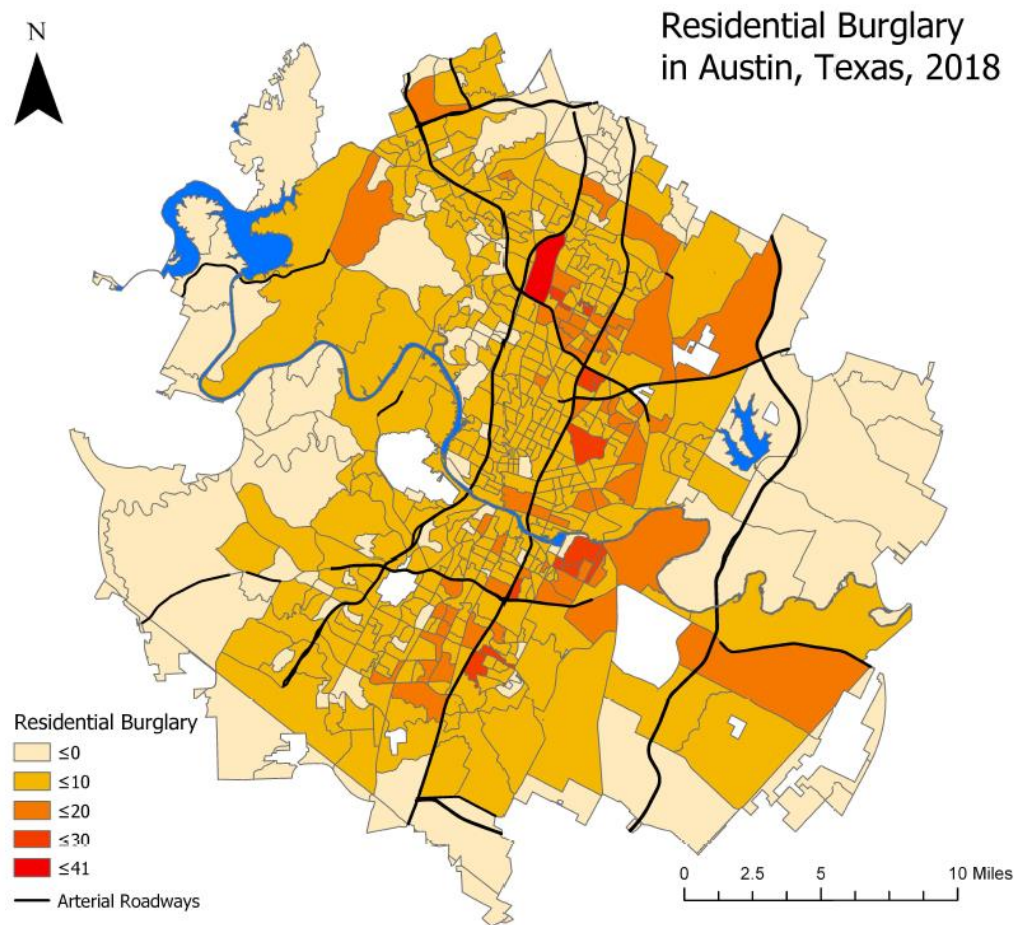 N
Residential Burglary
in Austin, Texas, 2018
Residential Burglary
≤0
≤10
≤20
≤30
≤41
Arterial Roadways
0 2.5 5 10 Miles